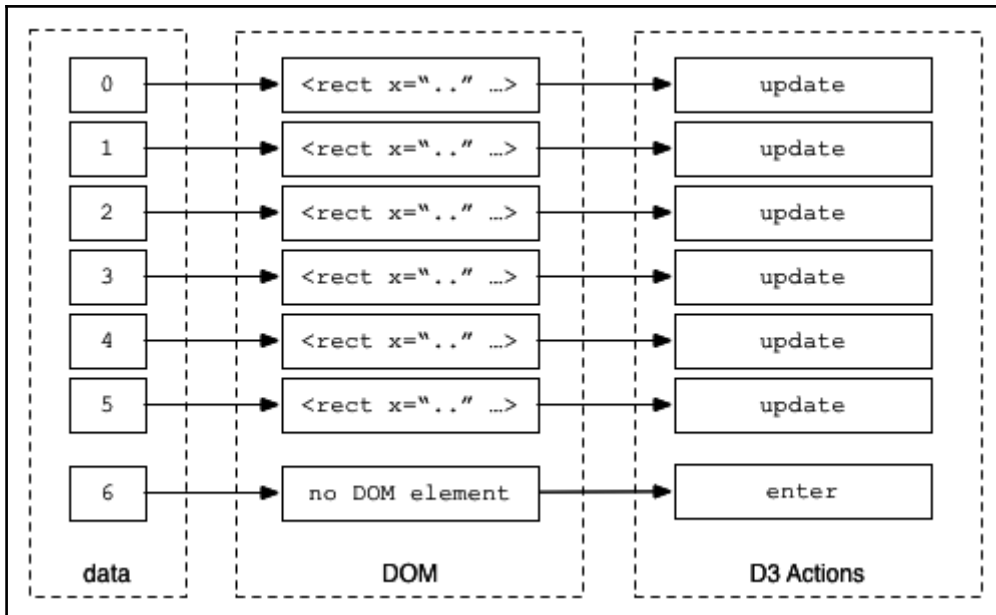 0 <rect x=“..” …> update
1 <rect x=“..” …> update
2 <rect x=“..” …> update
3 <rect x=“..” …> update
4 <rect x=“..” …> update
5 <rect x=“..” …> update
6 no DOM element enter
data DOM D3 Actions